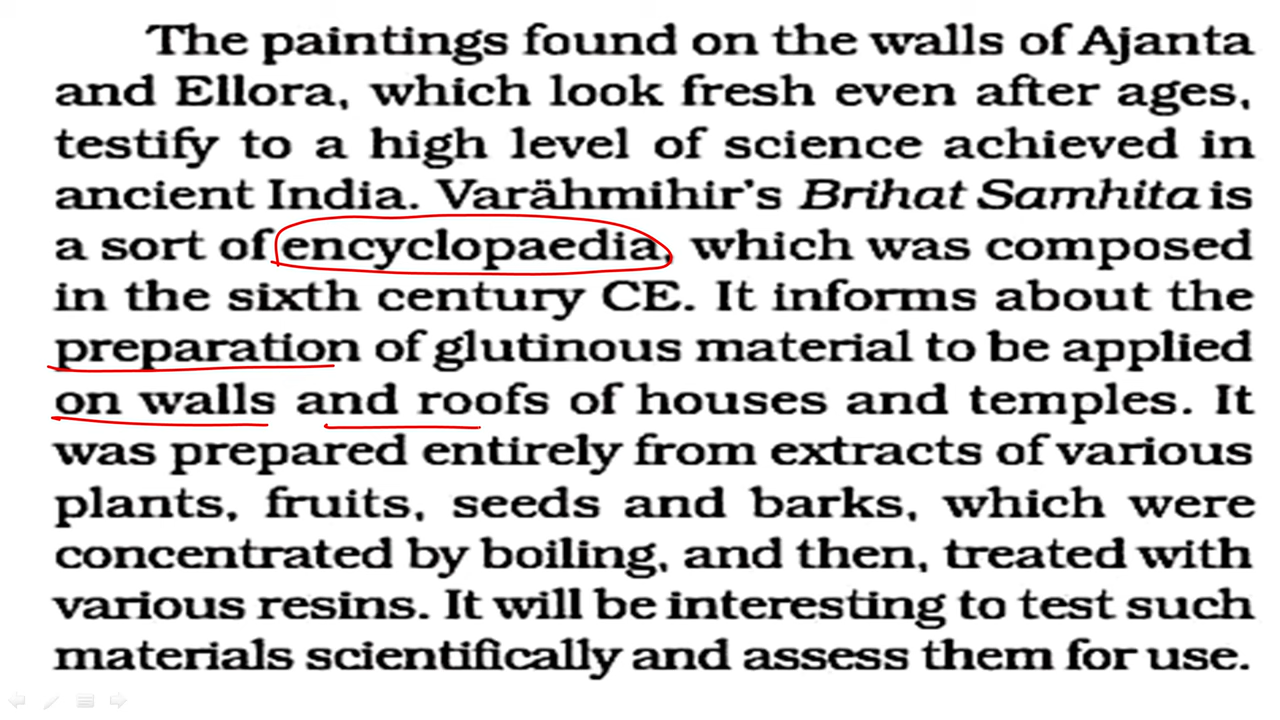 The paintings found on the walls of Ajanta
and Ellora, which look fresh even after ages,
testify to a high level of science achieved in
ancient India. Varähmihir's Brihat Samhita is
a sort of encyclopaedia, which was composed
in the sixth century CE. It informs about the
preparation of glutinous material to be applied
on walls and roofs of houses and temples. It
was prepared entirely from extracts of various
plants, fruits, seeds and barks, which were
concentrated by boiling, and then, treated with
various resins. It will be interesting to test such
materials scientifically and assess them for use.